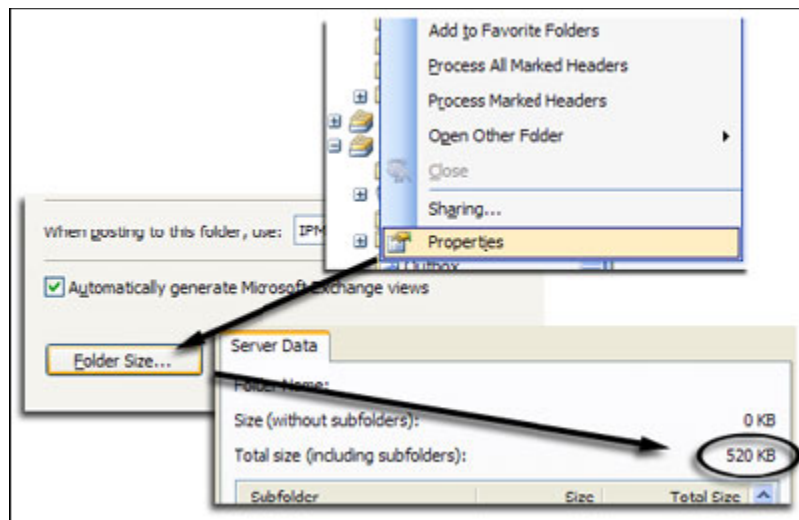 Add to Favorite Folders
Process All Marked Headers
Process Marked Headers
Open Other Folder
Close
Sharing...
Properties
Outbox
When posting to this folder, use: IPM
Automatically generate Microsoft Exchange views
Folder Size...
Server Data
Folder Name:
Size (without subfolders): 0 KB
Total size (including subfolders): 520 KB
Subfolder Size Total Size